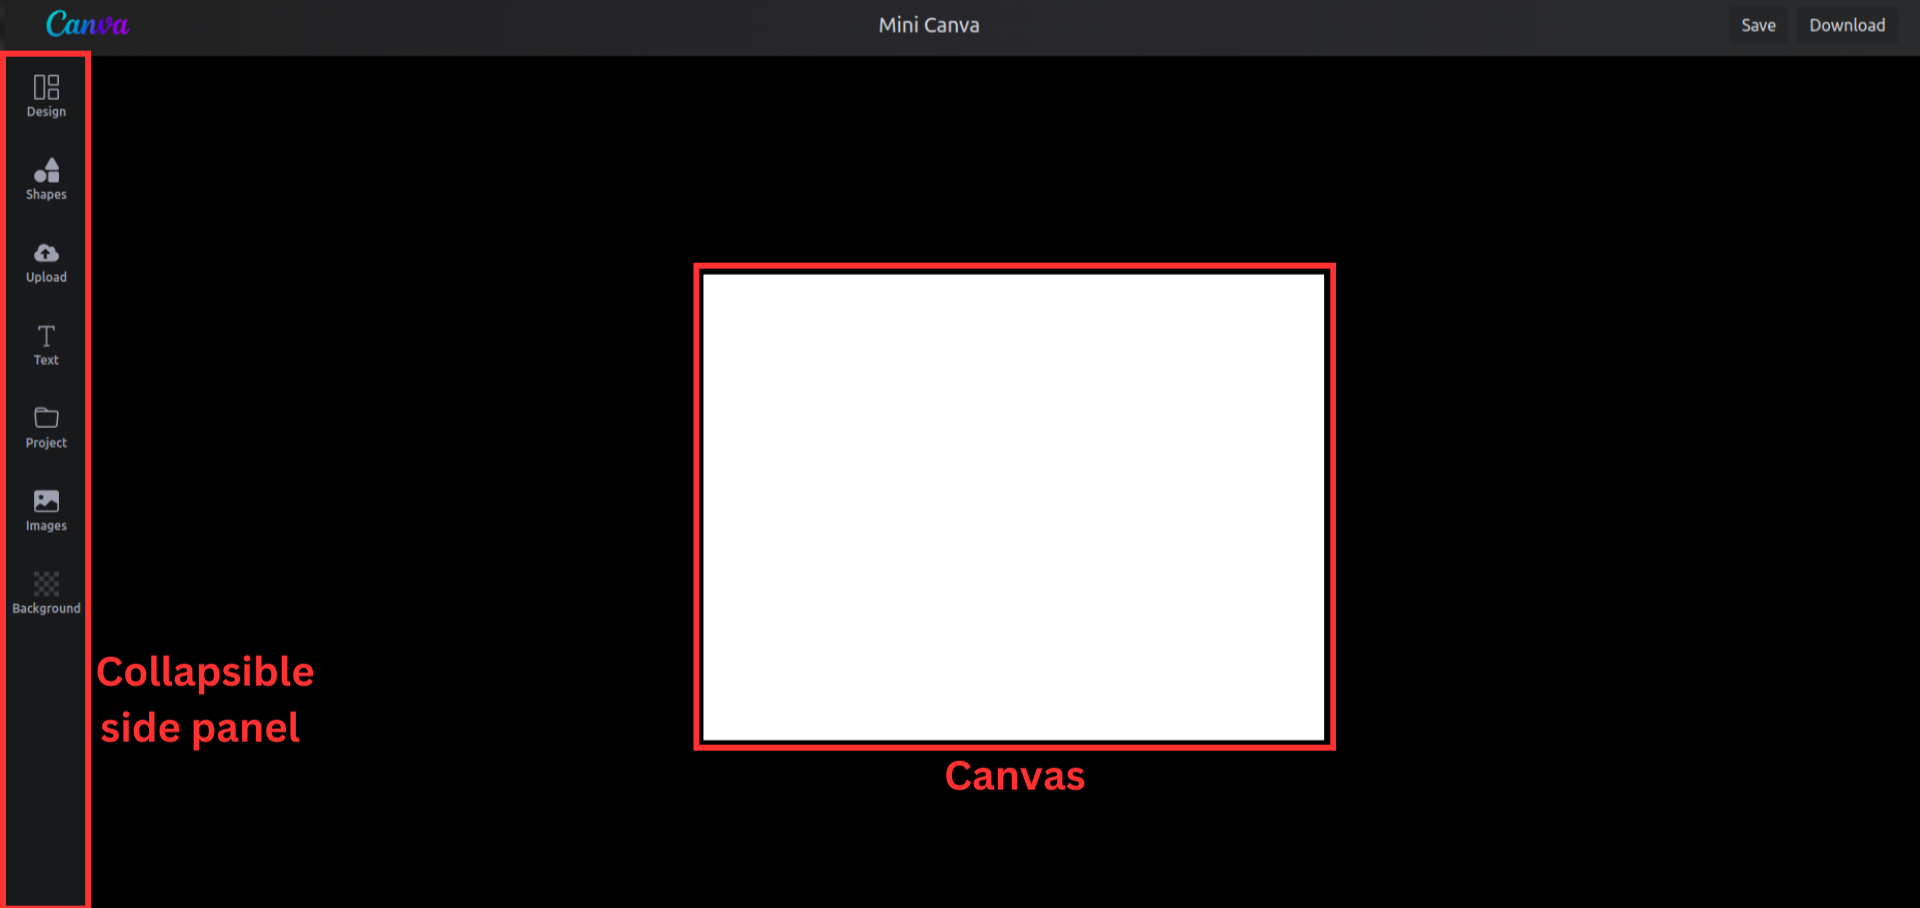 Canva
Mini Canva
Save
Download
Design
Shapes
Upload
Text
Project
Images
Background
Collapsible
side panel
Canvas